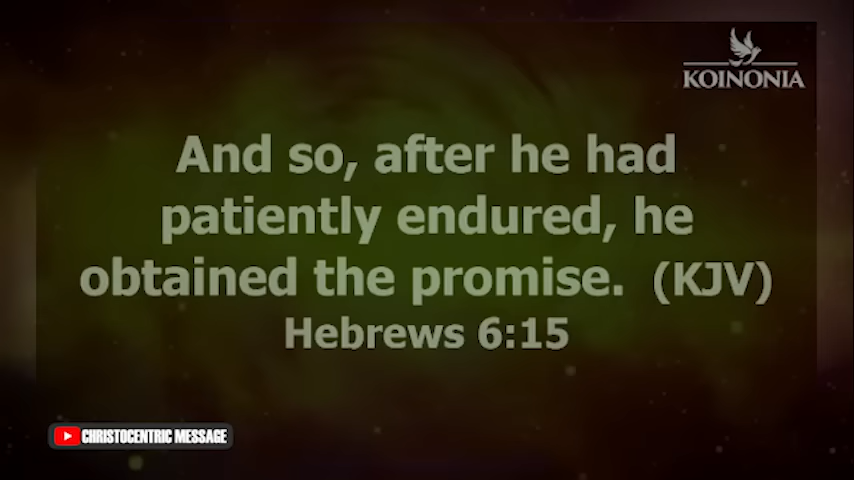 KOINONIA
And so, after he had
patiently endured, he
obtained the promise. (KJV)
Hebrews 6:15
CHRISTOCENTRIC MESSAGE